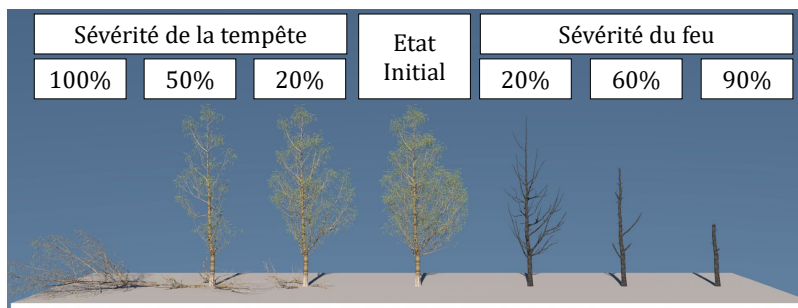 Sévérité de la tempête
Etat
Initial
Sévérité du feu
100%
50%
20%
20%
60%
90%